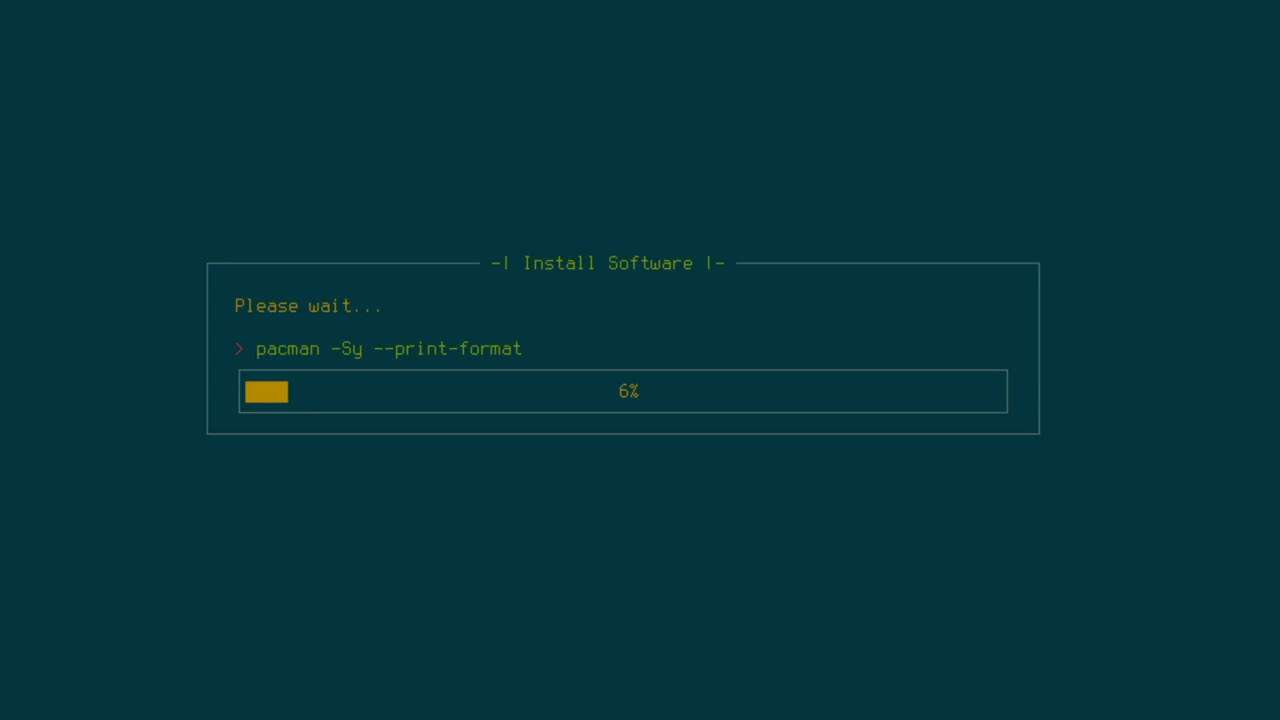 -| Install Software |-
Please wait...
> pacman -Sy --print-format
6%